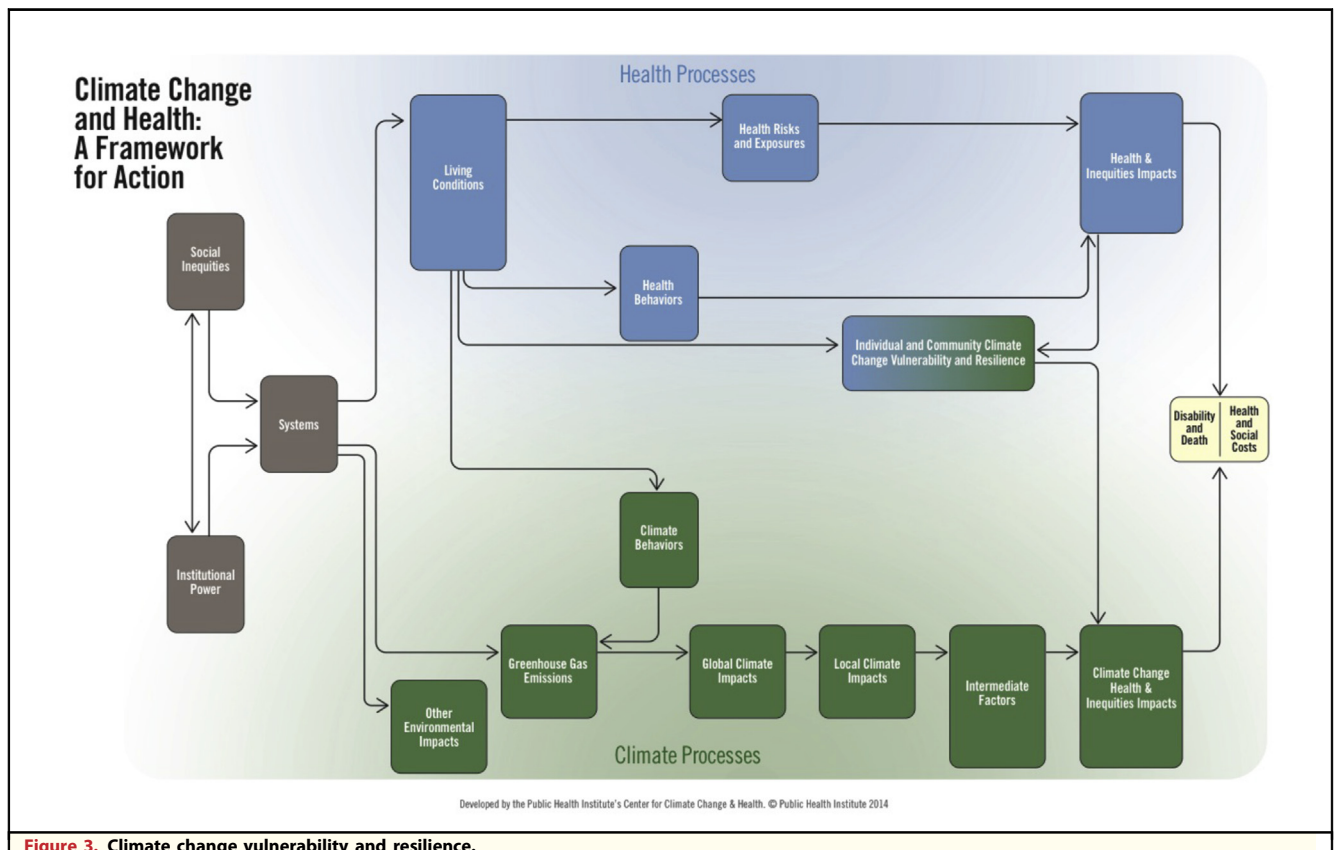 Climate Change
and Health:
A Framework
for Action
Health Processes
Living
Conditions
Health Risks
and Exposures
Health &
Inequities Impacts
Social
Inequities
Health
Behaviors
Individual and Community Climate
Change Vulnerability and Resilience
Systems
Disability
and
Death
Health
and
Social
Costs
Climate
Behaviors
Institutional
Power
Greenhouse Gas
Emissions
Global Climate
Impacts
Local Climate
Impacts
Intermediate
Factors
Climate Change
Health &
Inequities Impacts
Other
Environmental
Impacts
Climate Processes
Developed by the Public Health Institute's Center for Climate Change & Health. © Public Health Institute 2014
Figure 3. Climate change vulnerability and resilience.